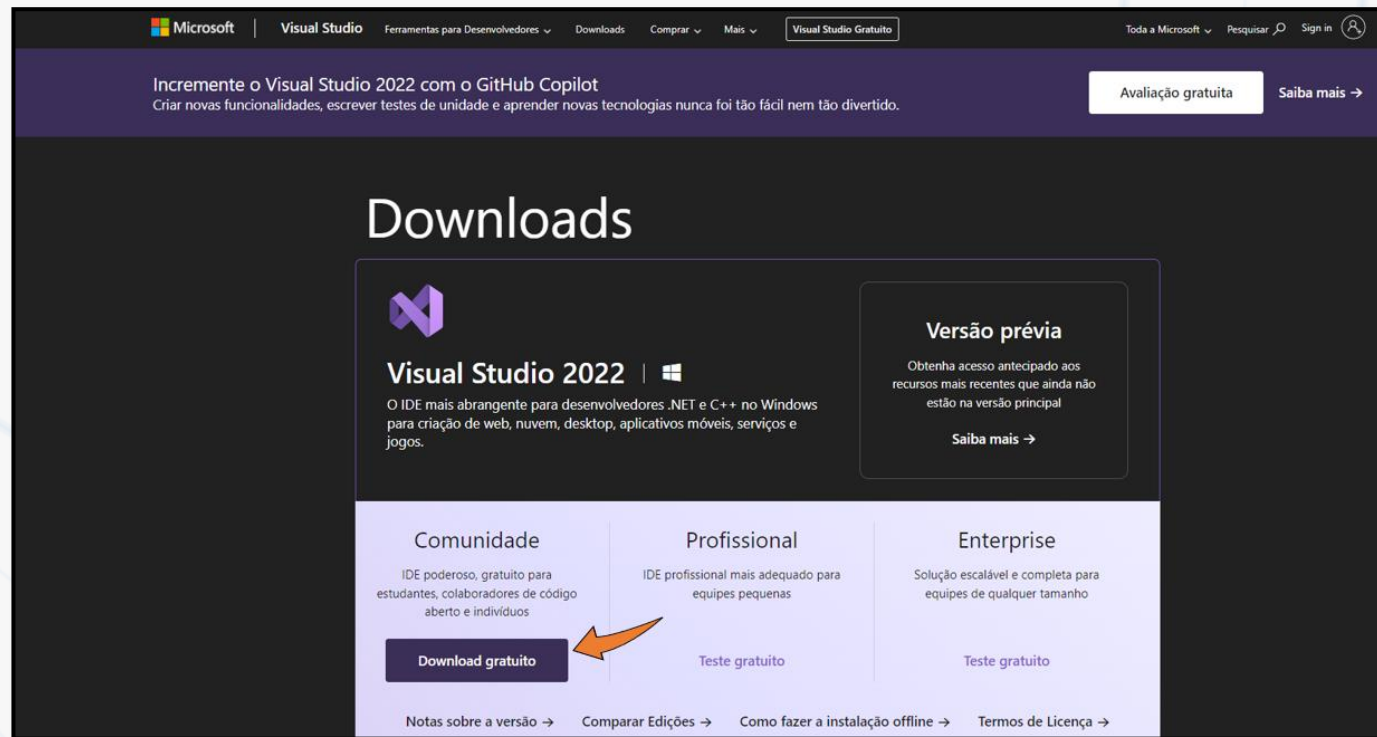 Microsoft
Visual Studio
Ferramentas para Desenvolvedores
Downloads
Comprar
Mais
Visual Studio Gratuito
Toda a Microsoft
Pesquisar
Sign in
Incremente o Visual Studio 2022 com o GitHub Copilot
Criar novas funcionalidades, escrever testes de unidade e aprender novas tecnologias nunca foi tão fácil nem tão divertido.
Avaliação gratuita
Saiba mais →
Downloads
Visual Studio 2022
O IDE mais abrangente para desenvolvedores .NET e C++ no Windows
para criação de web, nuvem, desktop, aplicativos móveis, serviços e
jogos.
Versão prévia
Obtenha acesso antecipado aos
recursos mais recentes que ainda não
estão na versão principal
Saiba mais →
Comunidade
IDE poderoso, gratuito para
estudantes, colaboradores de código
aberto e indivíduos
Download gratuito
Profissional
IDE profissional mais adequado para
equipes pequenas
Teste gratuito
Enterprise
Solução escalável e completa para
equipes de qualquer tamanho
Teste gratuito
Notas sobre a versão →
Comparar Edições →
Como fazer a instalação offline →
Termos de Licença →